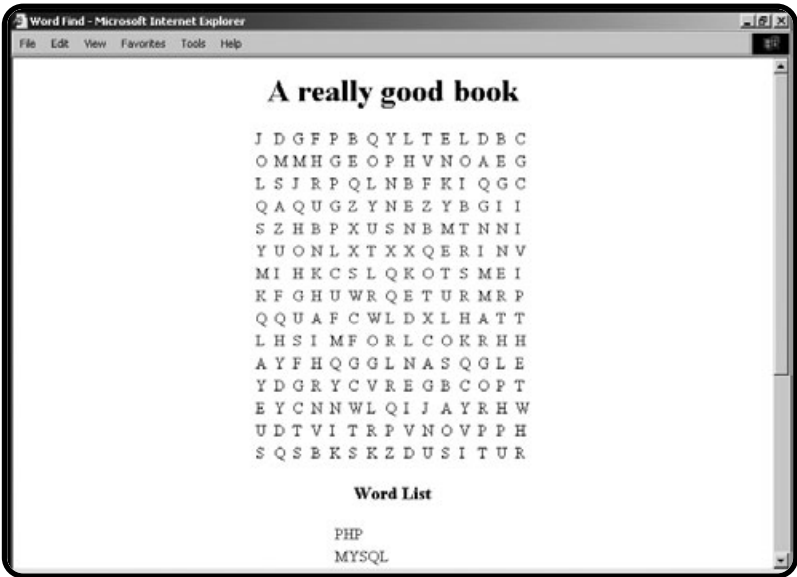 Word Find - Microsoft Internet Explorer
File Edit View Favorites Tools Help
A really good book
J D G F P B Q Y L T E L D B C
O M M H G E O P H V N O A E G
L S J R P Q L N B F K I Q G C
Q A Q U G Z Y N E Z Y B G I I
S Z H B P X U S N B M T N N I
Y U O N L X T X X Q E R I N V
M I H K C S L Q K O T S M E I
K F G H U W R Q E T U R M R P
Q Q U A F C W L D X L H A T T
L H S I M F O R L C O K R H H
A Y F H Q G G L N A S Q G L E
Y D G R Y C V R E G B C O P T
E Y C N N W L Q I J A Y R H W
U D T V I T R P V N O V P P H
S Q S B K S K Z D U S I T U R
Word List
PHP
MYSQL